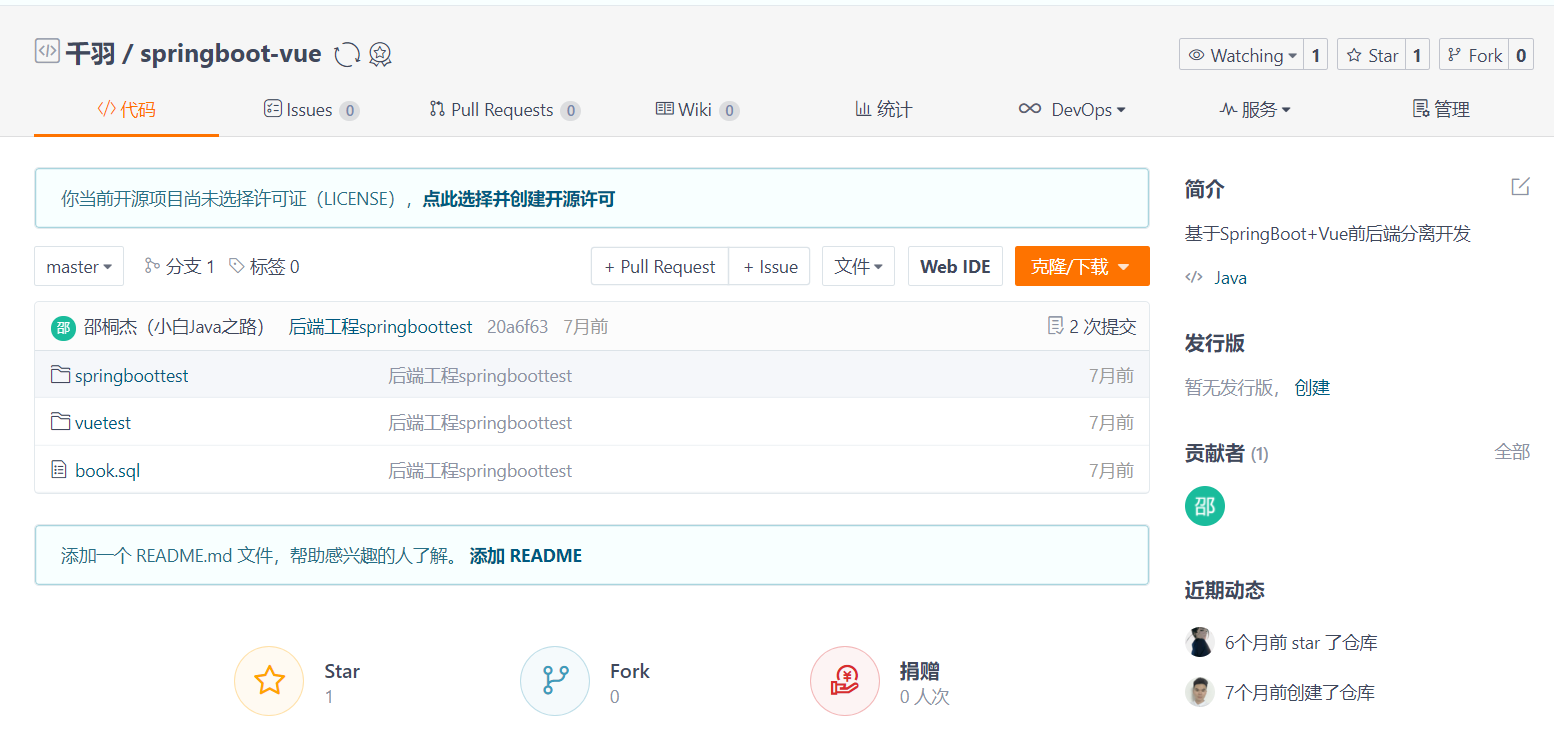 千羽 / springboot-vue
Watching 1 Star 1 Fork 0
代码 Issues 0 Pull Requests 0 Wiki 0 统计 DevOps 服务 管理
你当前开源项目尚未选择许可证（LICENSE），点此选择并创建开源许可
master 分支 1 标签 0 + Pull Request + Issue 文件 Web IDE 克隆/下载
邵 邵桐杰（小白Java之路） 后端工程springboottest 20a6f63 7月前 2 次提交
springboottest 后端工程springboottest 7月前
vuetest 后端工程springboottest 7月前
book.sql 后端工程springboottest 7月前
添加一个 README.md 文件，帮助感兴趣的人了解。 添加 README
Star
1
Fork
0
捐赠
0 人次
简介
基于SpringBoot+Vue前后端分离开发
Java
发行版
暂无发行版， 创建
贡献者 (1) 全部
邵
近期动态
6个月前 star 了仓库
7个月前创建了仓库